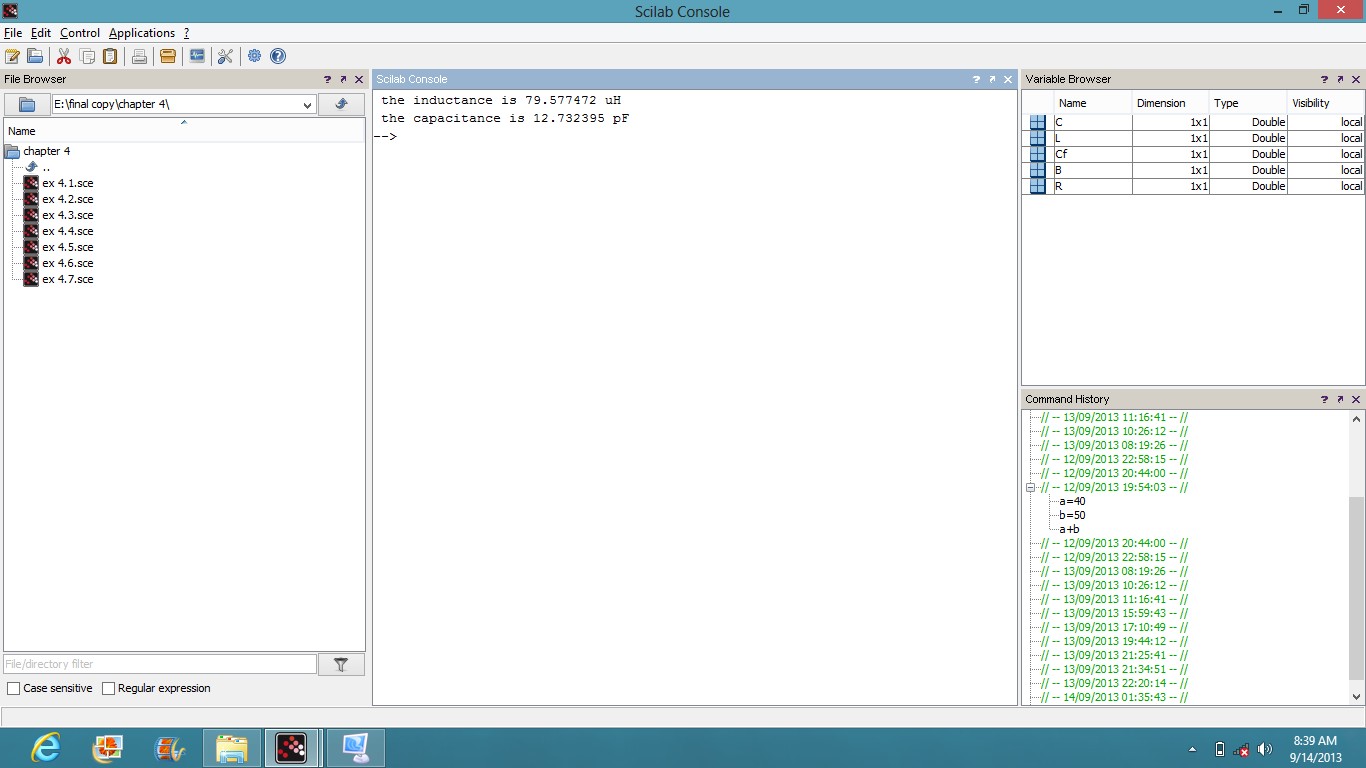 Scilab Console
File Edit Control Applications ?
File Browser
E:\final copy\chapter 4\
Name
chapter 4
..
ex 4.1.sce
ex 4.2.sce
ex 4.3.sce
ex 4.4.sce
ex 4.5.sce
ex 4.6.sce
ex 4.7.sce
File/directory filter
Case sensitive Regular expression
Scilab Console
the inductance is 79.577472 uH
the capacitance is 12.732395 pF
-->
Variable Browser
Name Dimension Type Visibility
C 1x1 Double local
L 1x1 Double local
Cf 1x1 Double local
B 1x1 Double local
R 1x1 Double local
Command History
// -- 13/09/2013 11:16:41 -- //
// -- 13/09/2013 10:26:12 -- //
// -- 13/09/2013 08:19:26 -- //
// -- 12/09/2013 22:58:15 -- //
// -- 12/09/2013 20:44:00 -- //
// -- 12/09/2013 19:54:03 -- //
a=40
b=50
a+b
// -- 12/09/2013 20:44:00 -- //
// -- 12/09/2013 22:58:15 -- //
// -- 13/09/2013 08:19:26 -- //
// -- 13/09/2013 10:26:12 -- //
// -- 13/09/2013 11:16:41 -- //
// -- 13/09/2013 15:59:43 -- //
// -- 13/09/2013 17:10:49 -- //
// -- 13/09/2013 19:44:12 -- //
// -- 13/09/2013 21:25:41 -- //
// -- 13/09/2013 21:34:51 -- //
// -- 13/09/2013 22:20:14 -- //
// -- 14/09/2013 01:35:43 -- //
8:39 AM
9/14/2013